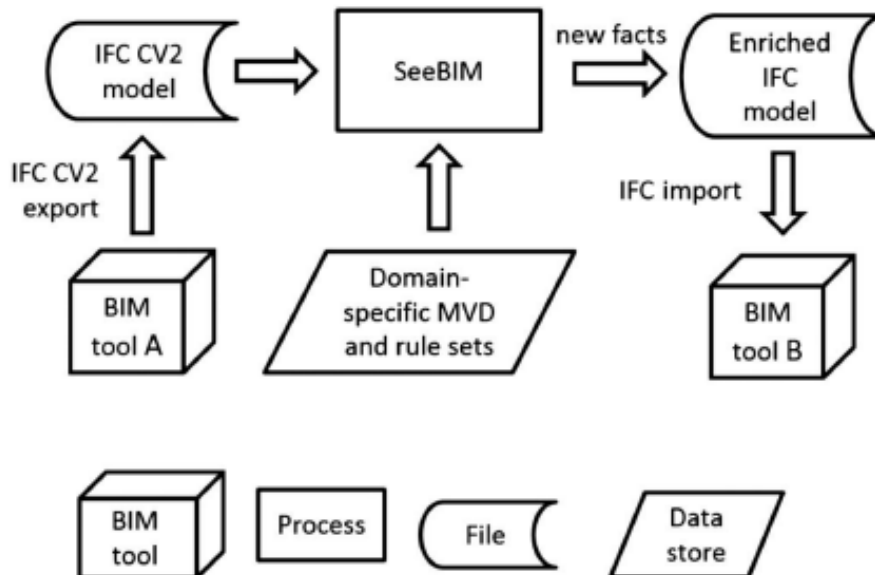 IFC CV2
model
SeeBIM
new facts
Enriched
IFC
model
IFC CV2
export
IFC import
BIM
tool A
Domain-
specific MVD
and rule sets
BIM
tool B
BIM
tool
Process
File
Data
store